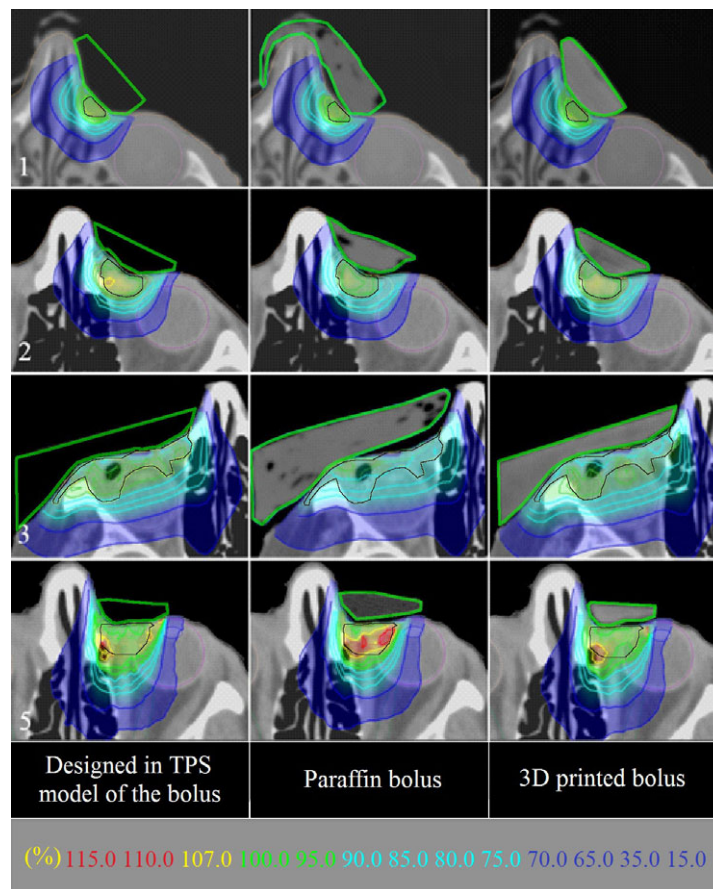 1
2
3
5
Designed in TPS
model of the bolus
Paraffin bolus
3D printed bolus
(%) 115.0 110.0 107.0 100.0 95.0 90.0 85.0 80.0 75.0 70.0 65.0 35.0 15.0